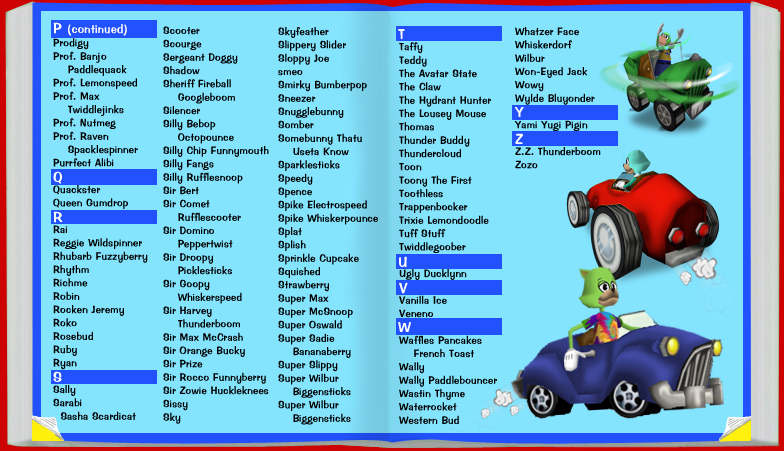 P (continued)
Prodigy
Prof. Banjo
Paddlequack
Prof. Lemonspeed
Prof. Max
Twiddlejinks
Prof. Nutmeg
Prof. Raven
Spacklespinner
Purrfect Alibi
Q
Quackster
Queen Gumdrop
R
Rai
Reggie Wildspinner
Rhubarb Fuzzyberry
Rhythm
Richme
Robin
Rocken Jeremy
Roko
Rosebud
Ruby
Ryan
S
Sally
Sarabi
Sasha Scardicat
Scooter
Scourge
Sergeant Doggy
Shadow
Sheriff Fireball
Googleboom
Silencer
Silly Bebop
Octopounce
Silly Chip Funnymouth
Silly Fangs
Silly Rufflesnoop
Sir Bert
Sir Comet
Rufflescooter
Sir Domino
Peppertwist
Sir Droopy
Picklesticks
Sir Goopy
Whiskerspeed
Sir Harvey
Thunderboom
Sir Max McCrash
Sir Orange Bucky
Sir Prize
Sir Rocco Funnyberry
Sir Zowie Huckleknees
Sissy
Sky
Skyfeather
Slippery Slider
Sloppy Joe
smeo
Smirky Bumberpop
Sneezer
Snugglebunny
Somber
Somebunny Thatu
Useta Know
Sparklesticks
Speedy
Spence
Spike Electrospeed
Spike Whiskerpounce
Splat
Splish
Sprinkle Cupcake
Squished
Strawberry
Super Max
Super McSnoop
Super Oswald
Super Sadie
Bananaberry
Super Slippy
Super Wilbur
Biggensticks
Super Wilbur
Biggensticks
T
Taffy
Teddy
The Avatar State
The Claw
The Hydrant Hunter
The Lousey Mouse
Thomas
Thunder Buddy
Thundercloud
Toon
Toony The First
Toothless
Trappenbooker
Trixie Lemondoodle
Tuff Stuff
Twiddlegoober
U
Ugly Ducklynn
V
Vanilla Ice
Veneno
W
Waffles Pancakes
French Toast
Wally
Wally Paddlebouncer
Wastin Thyme
Waterrocket
Western Bud
Whatzer Face
Whiskerdorf
Wilbur
Won-Eyed Jack
Wowy
Wylde Bluyonder
Y
Yami Yugi Pigin
Z
Z.Z. Thunderboom
Zozo